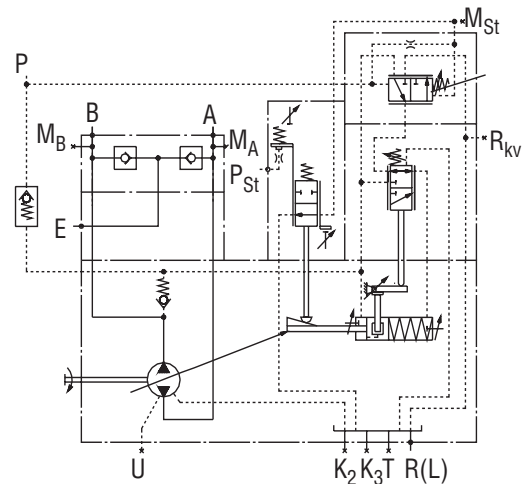 M_St
P
B
A
M_B
M_A
R_kv
P_St
E
U
K_2 K_3 T R(L)